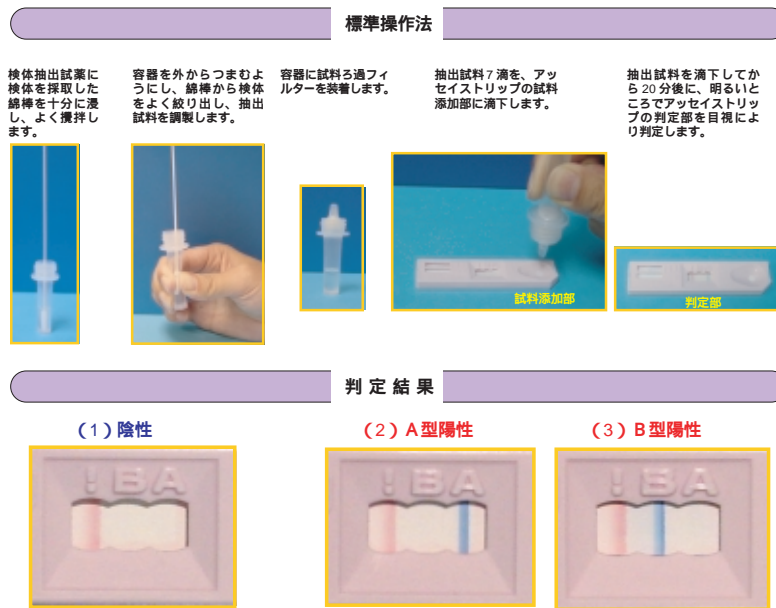 標準操作法
検体抽出試薬に
検体を採取した
綿棒を十分に浸
し、よく攪拌し
ます。
容器を外からつまむよ
うにし、綿棒から検体
をよく絞り出し、抽出
試料を調製します。
容器に試料ろ過フィ
ルターを装着します。
抽出試料7滴を、アッ
セイストリップの試料
添加部に滴下します。
抽出試料を滴下してか
ら20分後に、明るいと
ころでアッセイストリッ
プの判定部を目視によ
り判定します。
試料添加部
判定部
判定結果
（1）陰性
（2）A型陽性
（3）B型陽性
!BA
!BA
!BA